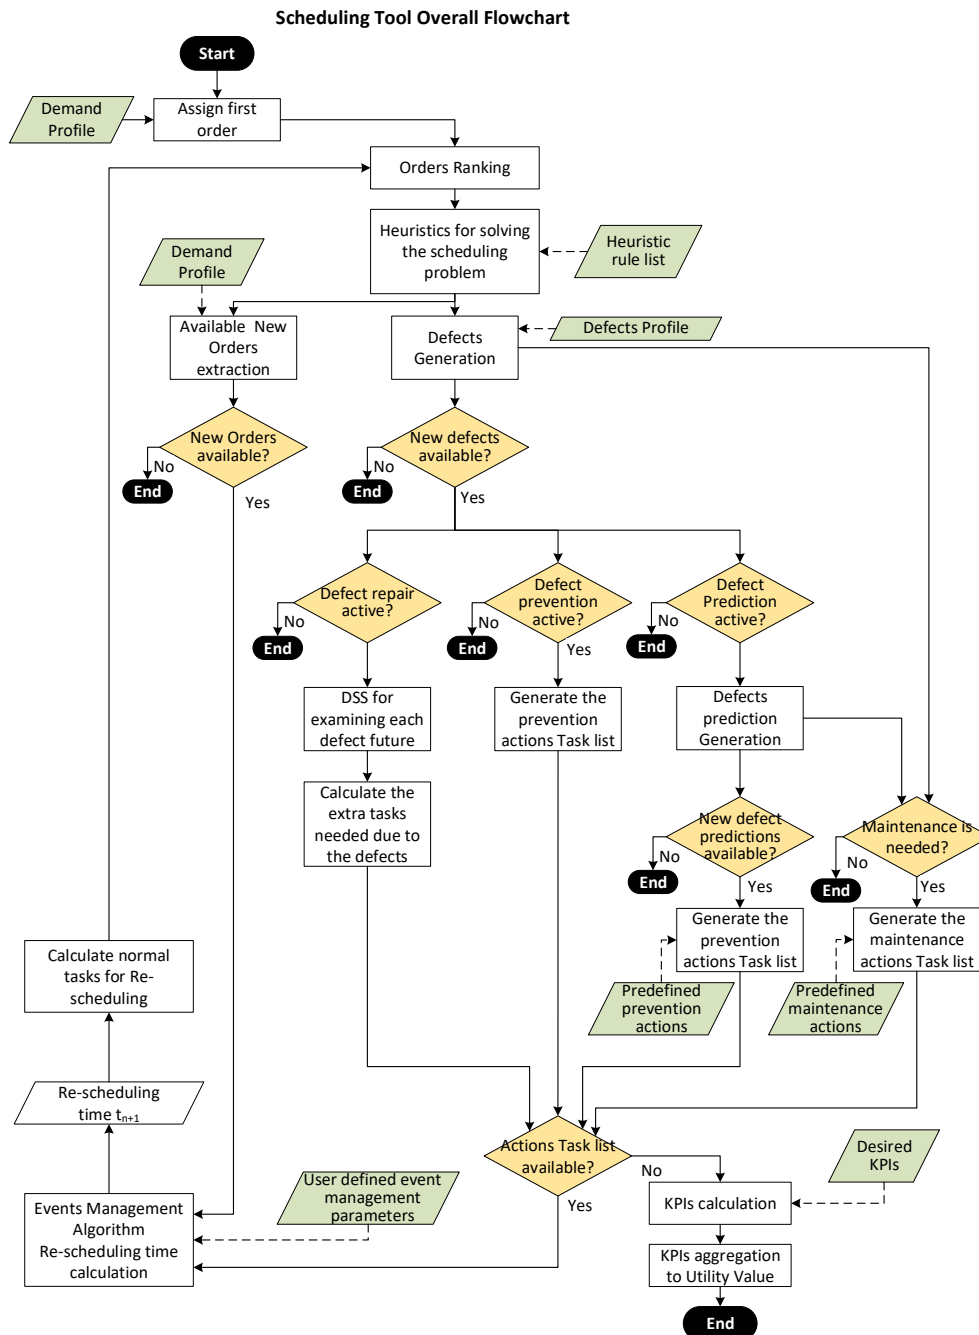 Scheduling Tool Overall Flowchart
Start
Demand
Profile
Assign first
order
Orders Ranking
Heuristics for solving
the scheduling
problem
Heuristic
rule list
Demand
Profile
Available New
Orders
extraction
Defects
Generation
Defects Profile
New Orders
available?
No
End
Yes
New defects
available?
No
End
Yes
Defect repair
active?
No
End
Defect
prevention
active?
No
End
Yes
Defect
Prediction
active?
No
End
DSS for
examining each
defect future
Generate the
prevention
actions Task list
Defects
prediction
Generation
Calculate the
extra tasks
needed due to
the defects
New defect
predictions
available?
No
End
Yes
Maintenance is
needed?
No
End
Yes
Generate the
prevention
actions Task list
Generate the
maintenance
actions Task list
Predefined
prevention
actions
Predefined
maintenance
actions
Calculate normal
tasks for Re-
scheduling
Re-scheduling
time tn+1
Actions Task list
available?
No
Yes
Desired
KPIs
User defined event
management
parameters
Events Management
Algorithm
Re-scheduling time
calculation
KPIs calculation
KPIs aggregation
to Utility Value
End